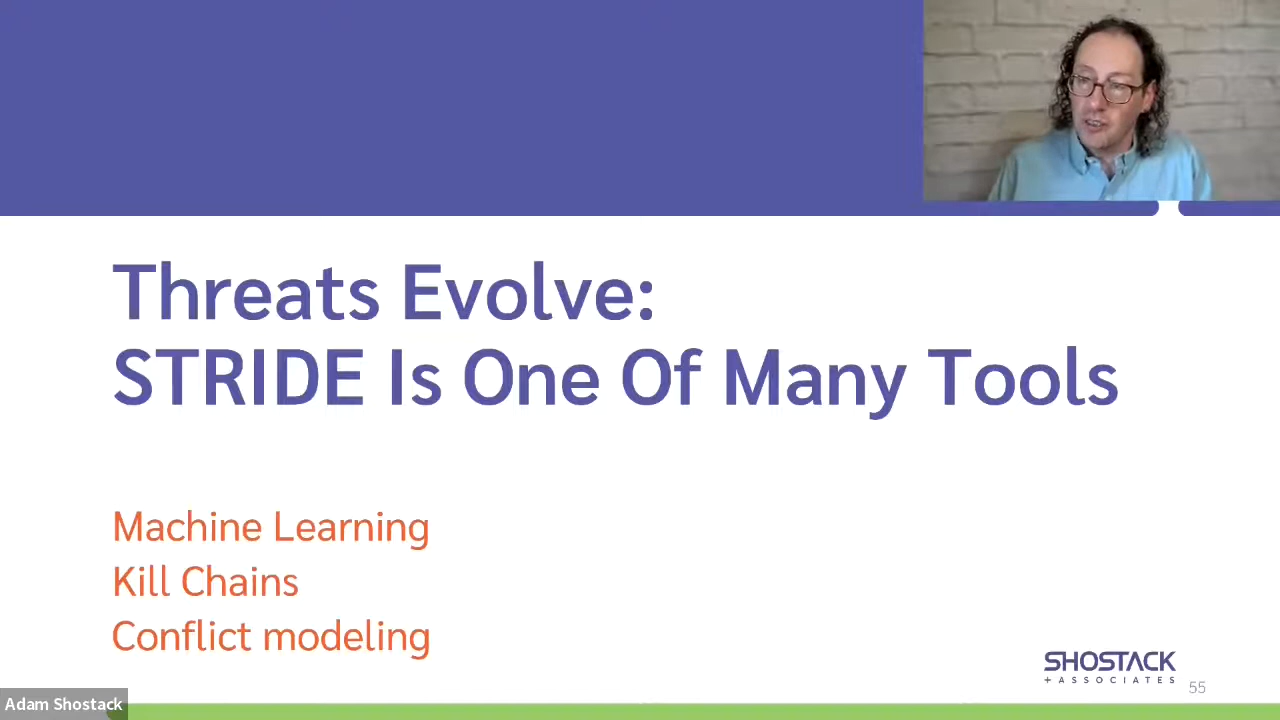 Threats Evolve:
STRIDE Is One Of Many Tools
Machine Learning
Kill Chains
Conflict modeling
SHOSTACK
+ ASSOCIATES
55
Adam Shostack